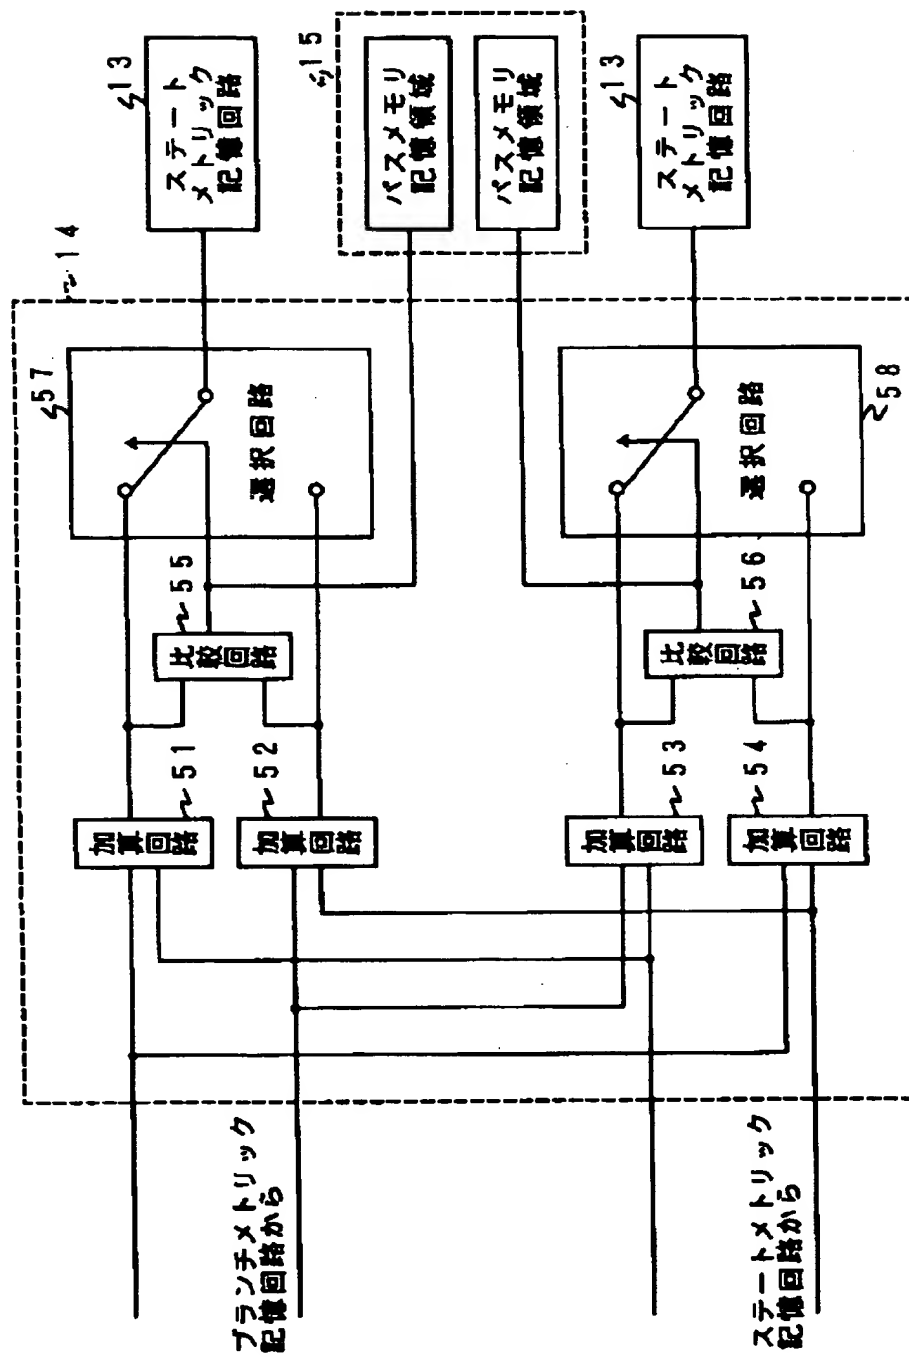 ブランチメトリック
記憶回路から
ステートメトリック
記憶回路から
14
加算回路
51
加算回路
52
加算回路
53
加算回路
54
比較回路
55
比較回路
56
57
選択回路
58
選択回路
13
ステート
メトリック
記憶回路
15
パスメモリ
記憶領域
パスメモリ
記憶領域
13
ステート
メトリック
記憶回路